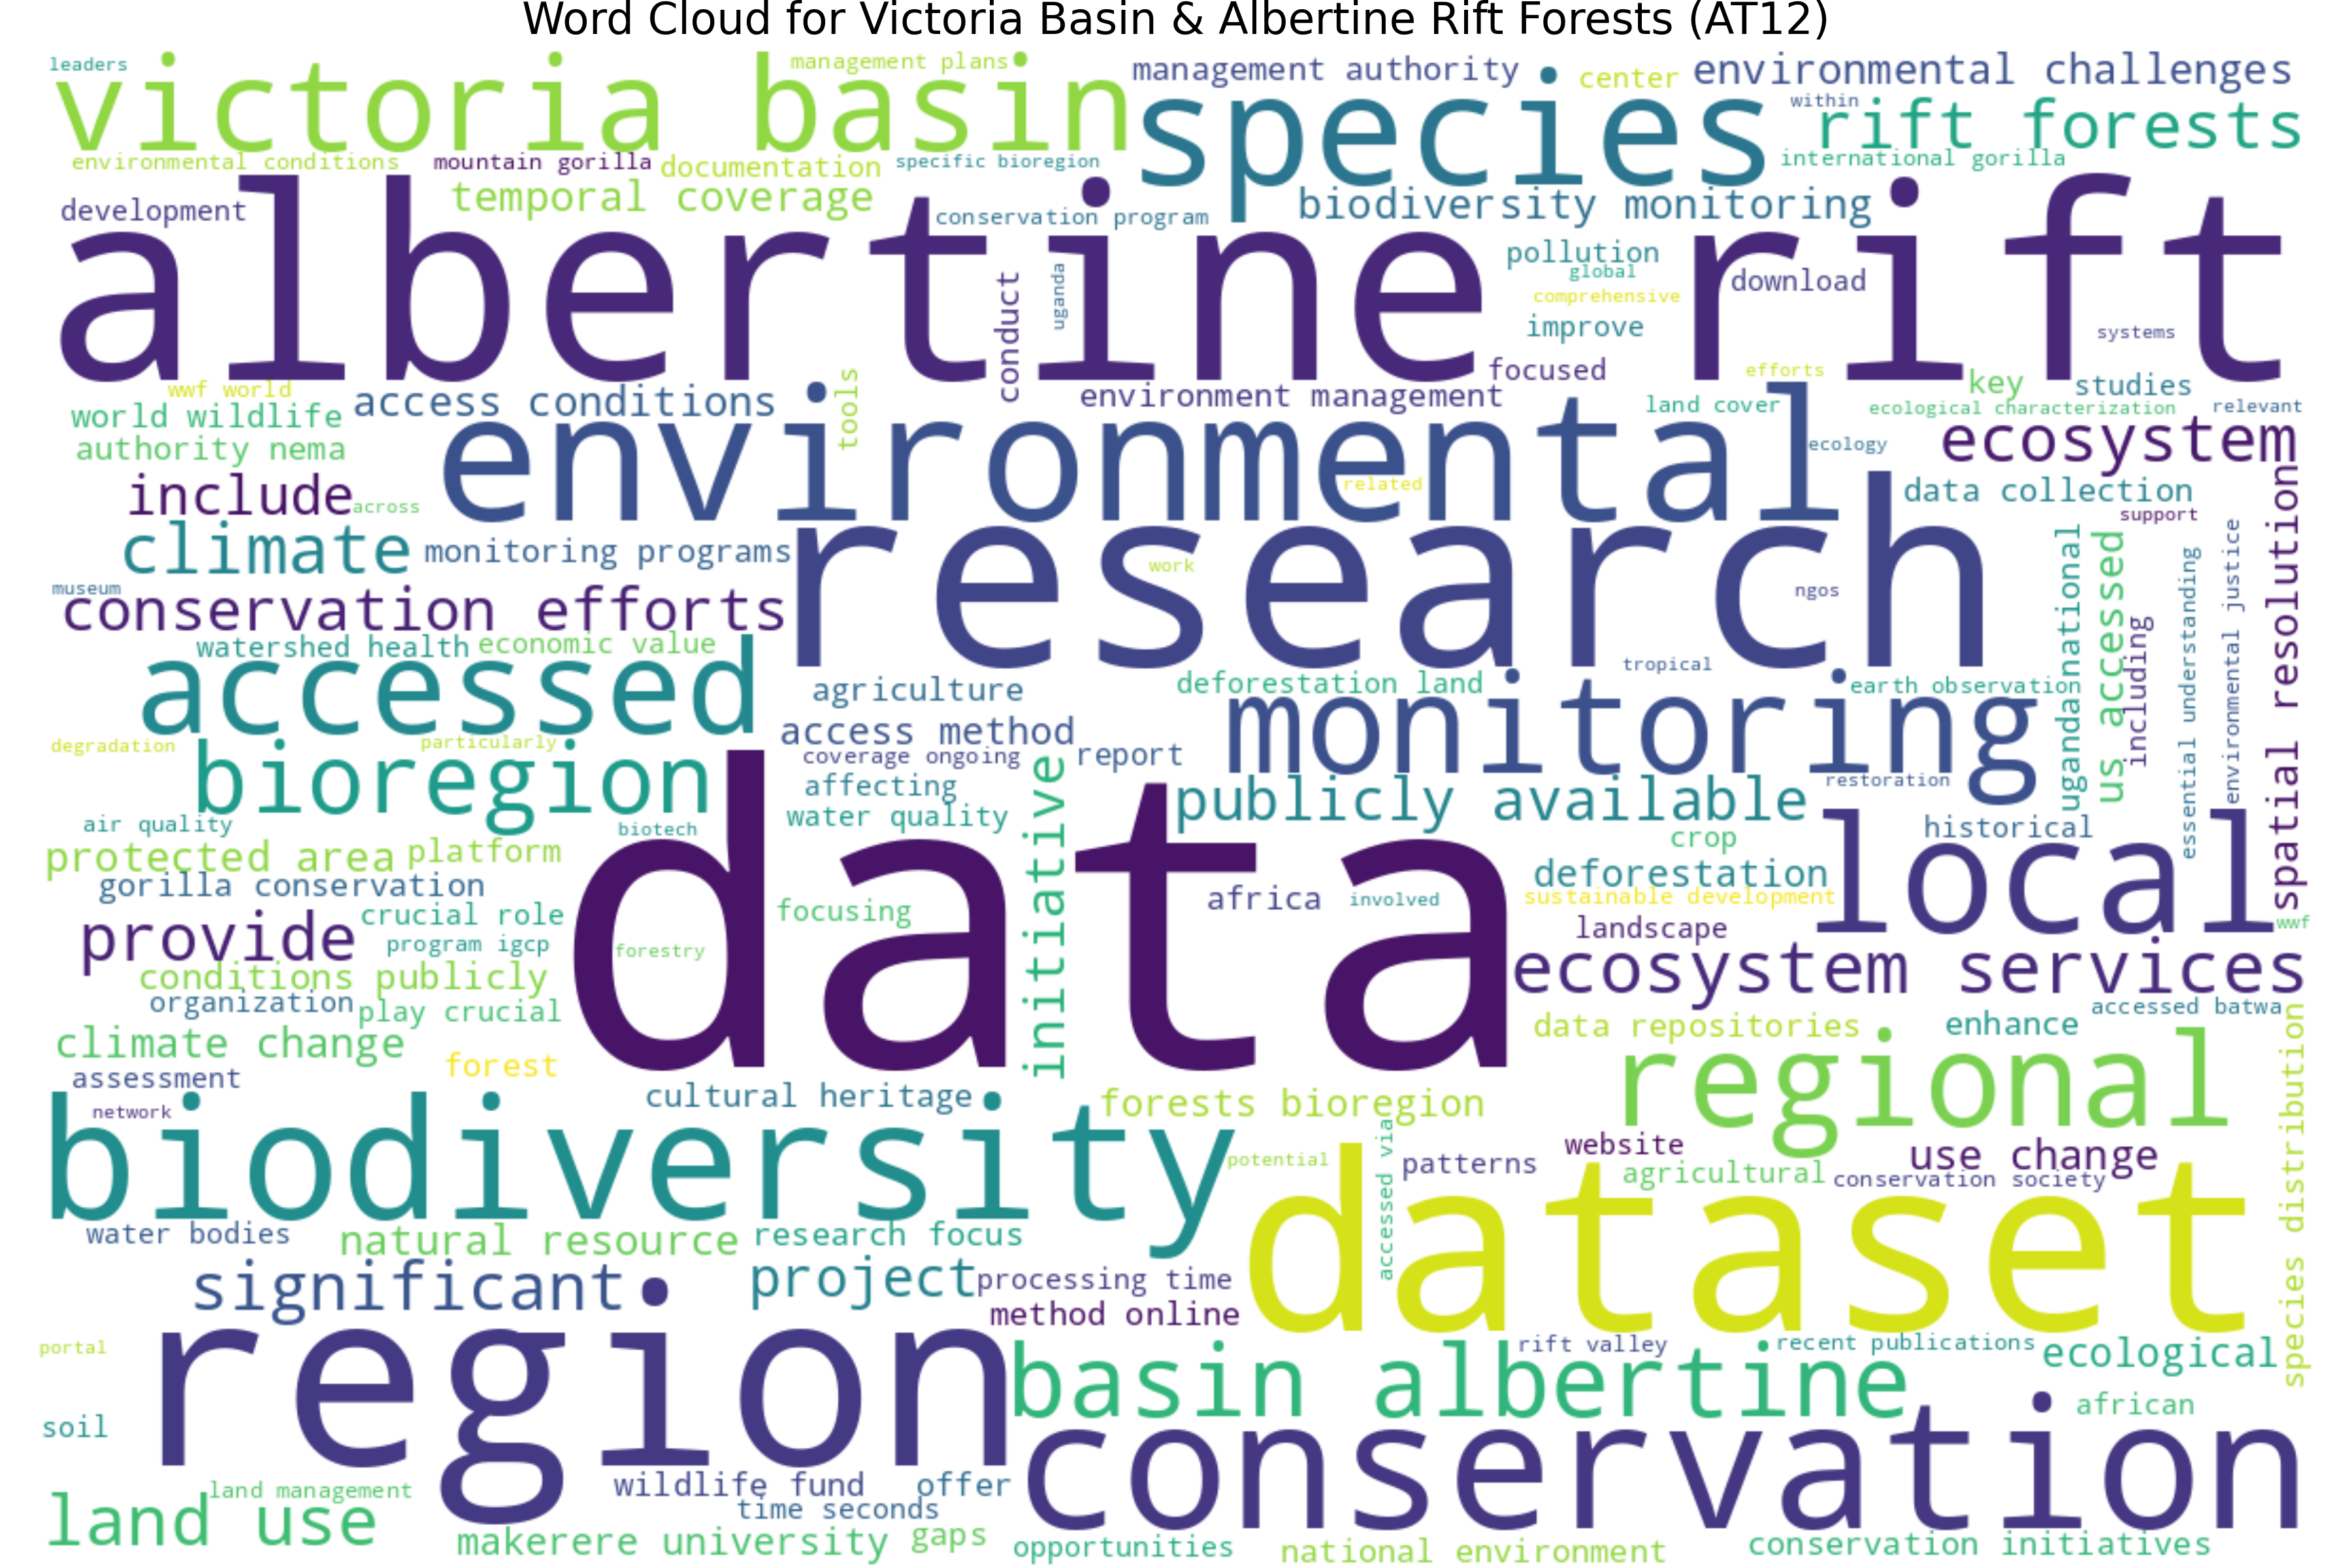 Word Cloud for Victoria Basin & Albertine Rift Forests (AT12)
leaders
victoria basin
management plans
management authority
species
center
environmental challenges
within
rift forests
environmental conditions
mountain gorilla
documentation
specific bioregion
international gorilla
temporal coverage
development
conservation program
biodiversity monitoring
albertine rift
conduct
uganda
pollution
global
download
comprehensive
improve
systems
focused
efforts
key
studies
wwf world
world wildlife
access conditions
tools
environment management
land cover
ecological characterization
relevant
authority nema
environmental
ecology
ecosystem
include
across
related
data collection
support
climate
monitoring programs
research
work
ngos
museum
conservation efforts
ugandanational
us accessed
including
essential understanding
environmental justice
spatial resolution
watershed health
economic value
accessed
tropical
agriculture
deforestation land
monitoring
earth observation
access method
degradation
particularly
bioregion
coverage ongoing
report
affecting
water quality
initiative
publicly available
restoration
air quality
biotech
data
crop
historical
local
protected area
platform
deforestation
gorilla conservation
africa
involved
sustainable development
provide
crucial role
focusing
landscape
wwf
program igcp
forestry
conditions publicly
ecosystem services
organization
play crucial
accessed batwa
climate change
data repositories
enhance
species distribution
forest
regional
assessment
network
cultural heritage
forests bioregion
biodiversity
potential
accessed via
patterns
website
use change
agricultural
conservation society
dataset
water bodies
natural resource
research focus
significant
project
processing time
method online
portal
region
basin albertine
rift valley
recent publications
ecological
soil
african
conservation
land management
land use
wildlife fund
offer
time seconds
makerere university
gaps
opportunities
national environment
conservation initiatives